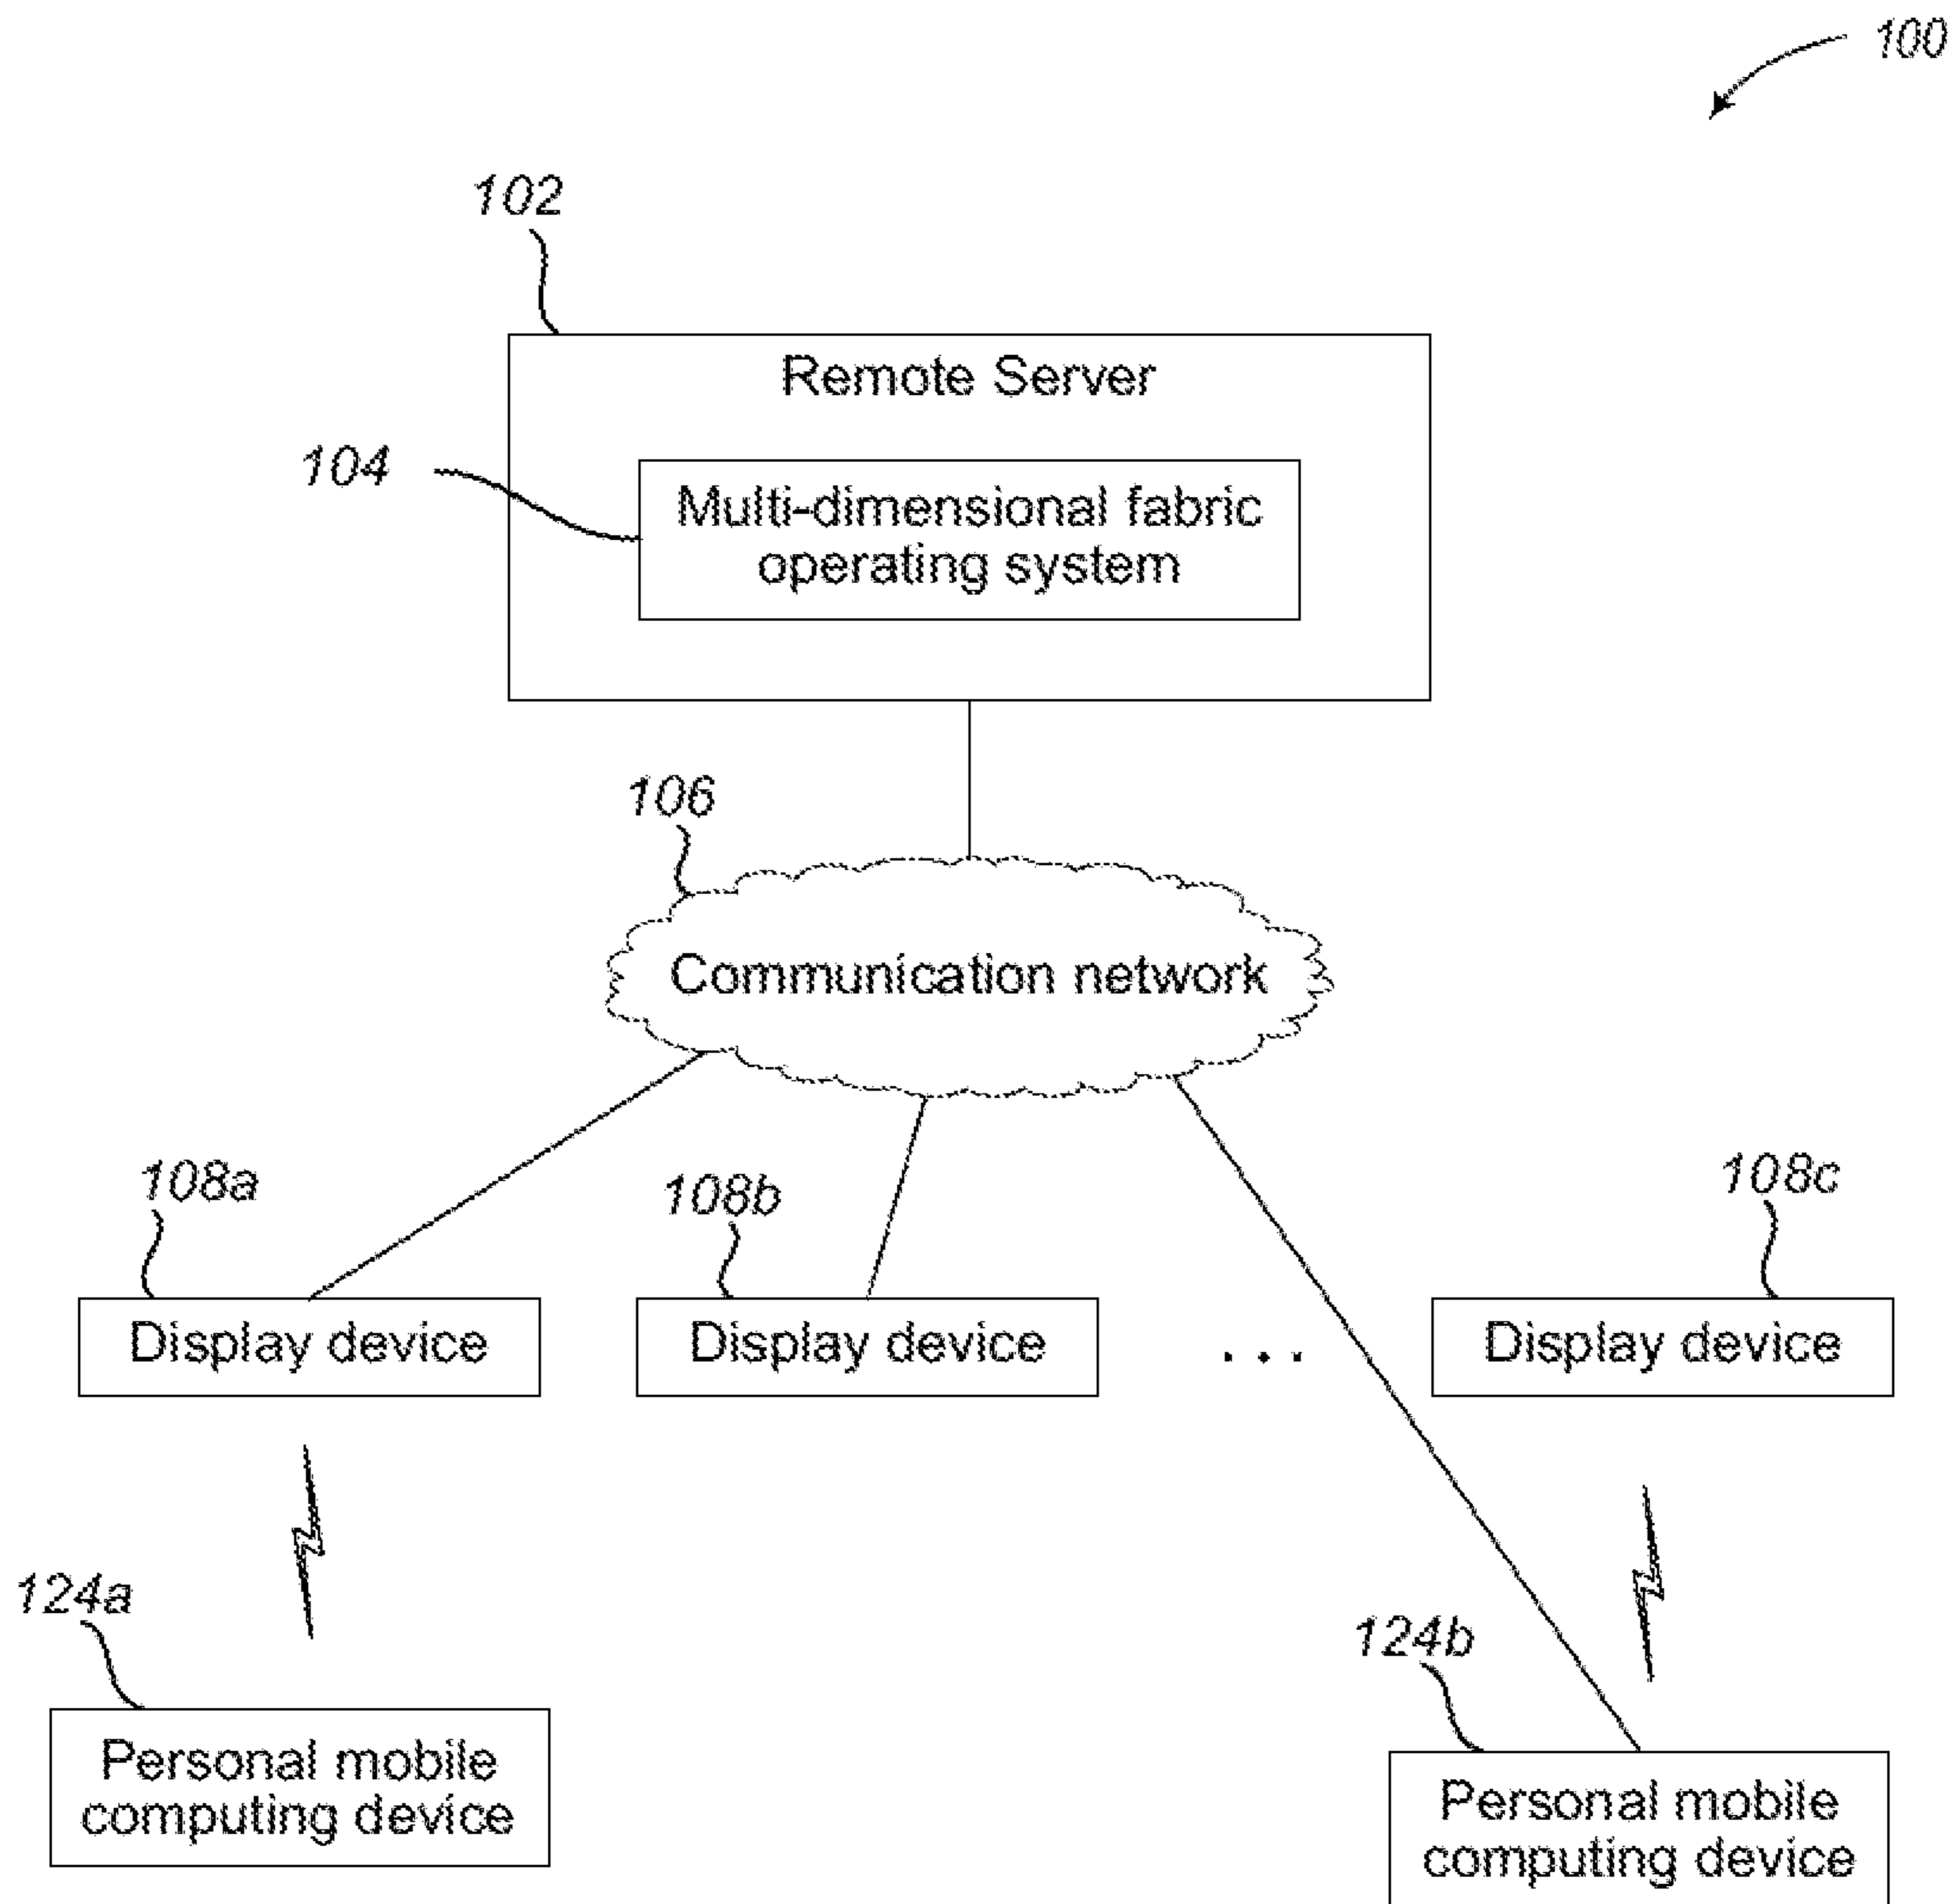 100
102
Remote Server
104
Multi-dimensional fabric
operating system
106
Communication network
108a
108b
108c
Display device
Display device
. . .
Display device
124a
124b
Personal mobile
computing device
Personal mobile
computing device